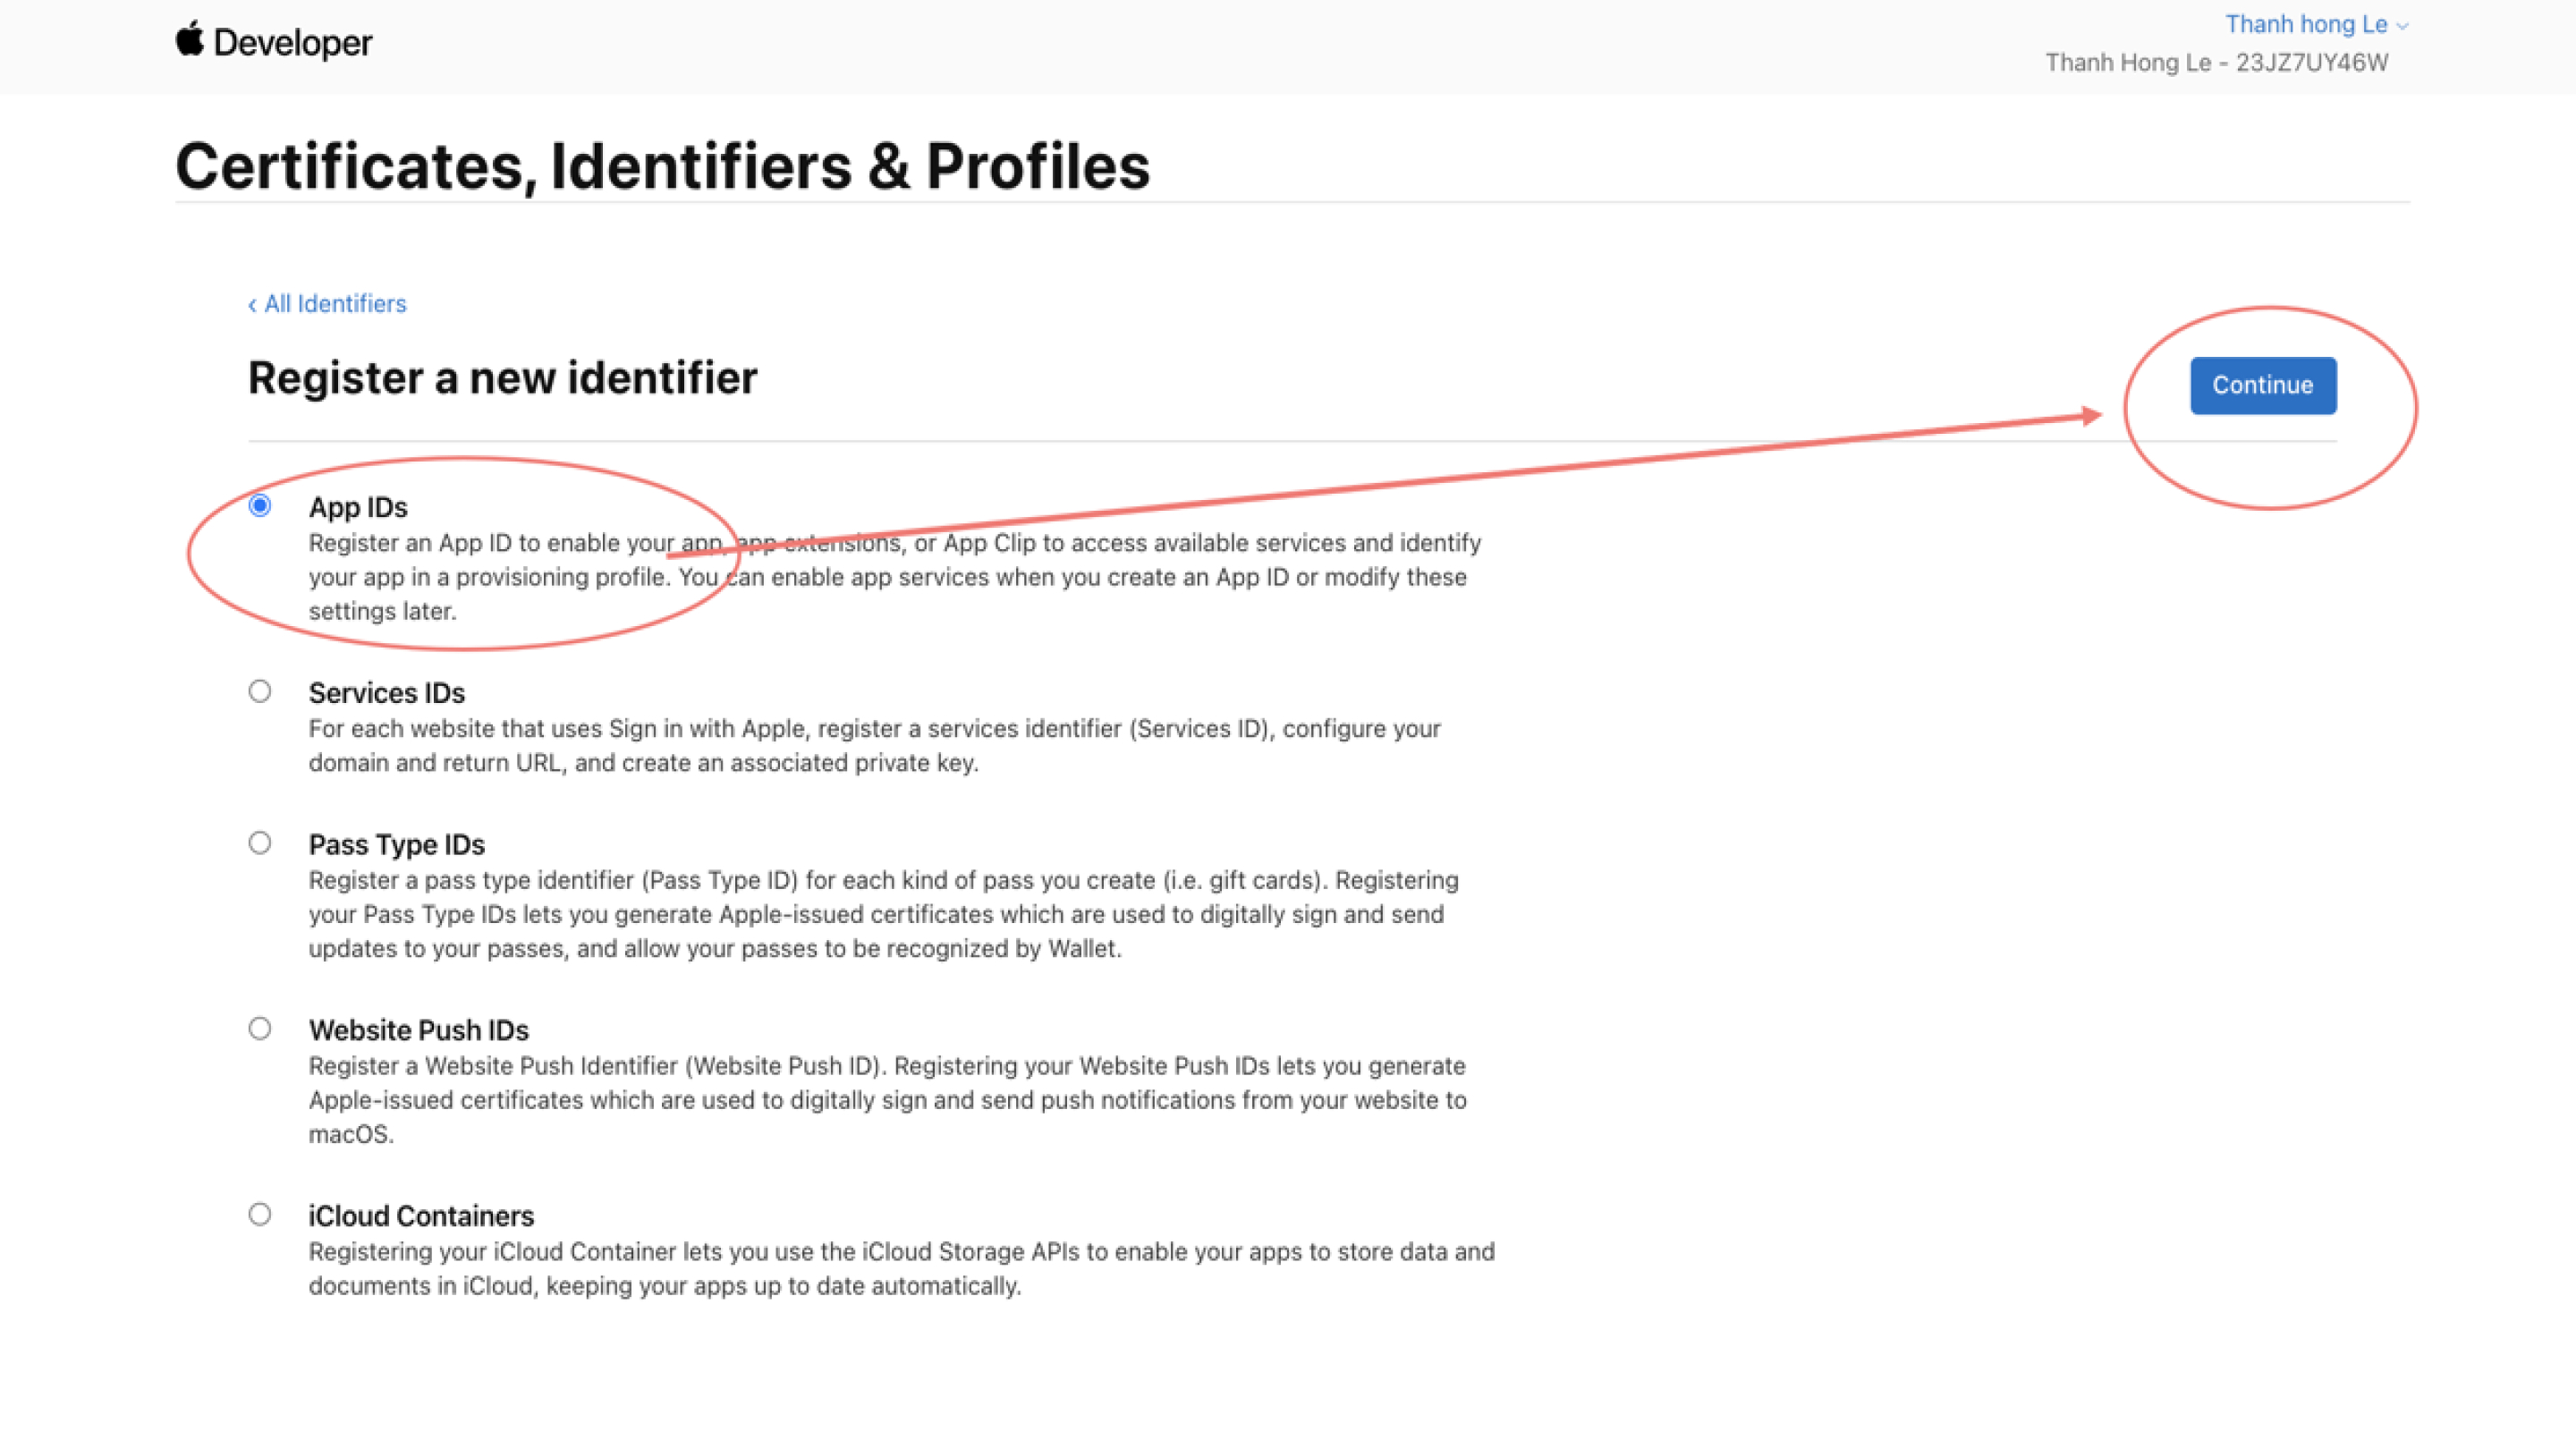 Developer
Thanh hong Le
Thanh Hong Le - 23JZ7UY46W
Certificates, Identifiers & Profiles
‹ All Identifiers
Register a new identifier
Continue
App IDs
Register an App ID to enable your app, app extensions, or App Clip to access available services and identify
your app in a provisioning profile. You can enable app services when you create an App ID or modify these
settings later.
Services IDs
For each website that uses Sign in with Apple, register a services identifier (Services ID), configure your
domain and return URL, and create an associated private key.
Pass Type IDs
Register a pass type identifier (Pass Type ID) for each kind of pass you create (i.e. gift cards). Registering
your Pass Type IDs lets you generate Apple-issued certificates which are used to digitally sign and send
updates to your passes, and allow your passes to be recognized by Wallet.
Website Push IDs
Register a Website Push Identifier (Website Push ID). Registering your Website Push IDs lets you generate
Apple-issued certificates which are used to digitally sign and send push notifications from your website to
macOS.
iCloud Containers
Registering your iCloud Container lets you use the iCloud Storage APIs to enable your apps to store data and
documents in iCloud, keeping your apps up to date automatically.